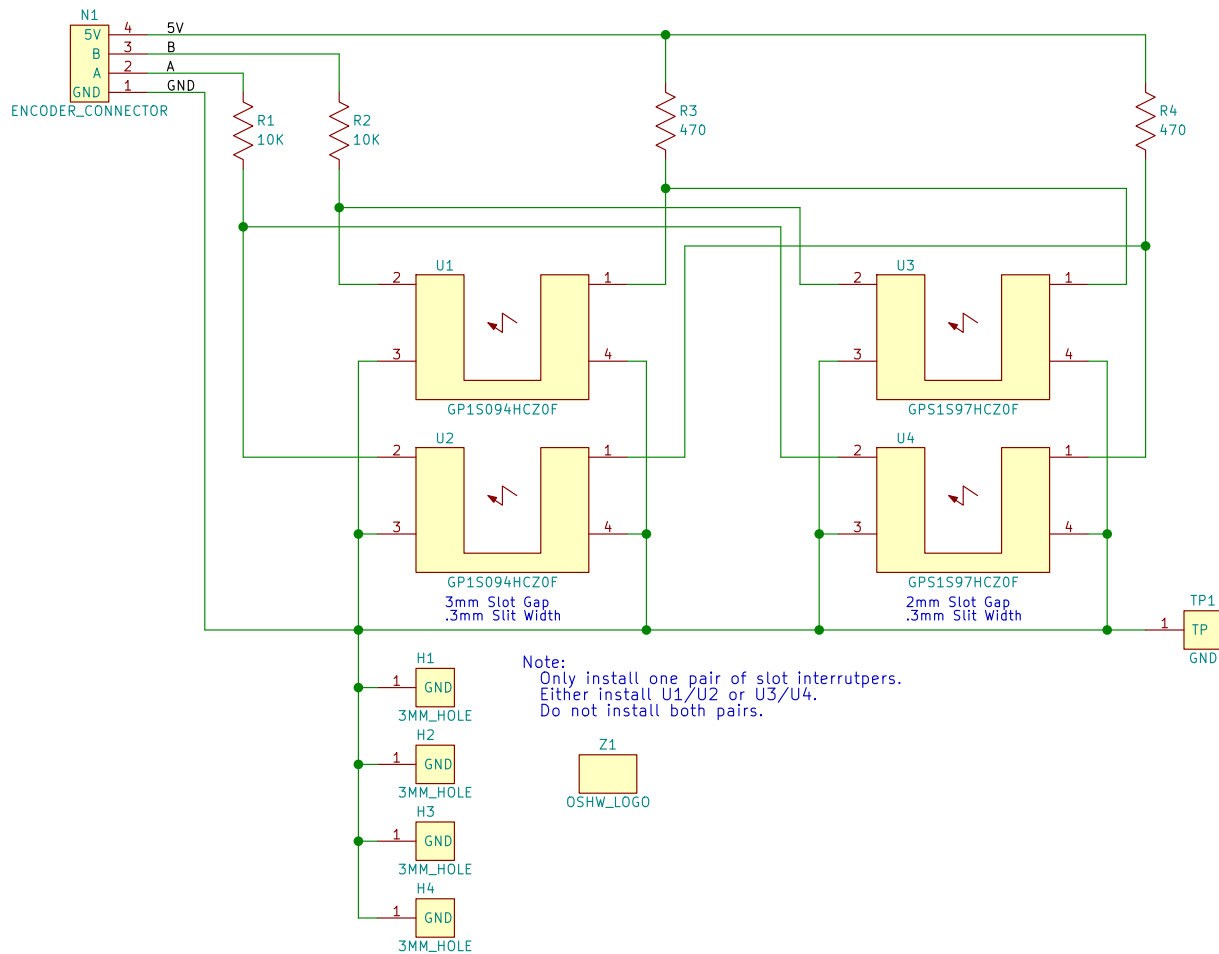 N1
5V 4 5V
B 3 B
A 2 A
GND 1 GND
ENCODER_CONNECTOR
R1
10K
R2
10K
R3
470
R4
470
U1
2 1
3 4
GP1S094HCZ0F
U3
2 1
3 4
GPS1S97HCZ0F
U2
2 1
3 4
GP1S094HCZ0F
3mm Slot Gap
.3mm Slit Width
U4
2 1
3 4
GPS1S97HCZ0F
2mm Slot Gap
.3mm Slit Width
TP1
1 TP
GND
H1
1 GND
3MM_HOLE
H2
1 GND
3MM_HOLE
H3
1 GND
3MM_HOLE
H4
1 GND
3MM_HOLE
Note:
Only install one pair of slot interrutpers.
Either install U1/U2 or U3/U4.
Do not install both pairs.
Z1
OSHW_LOGO